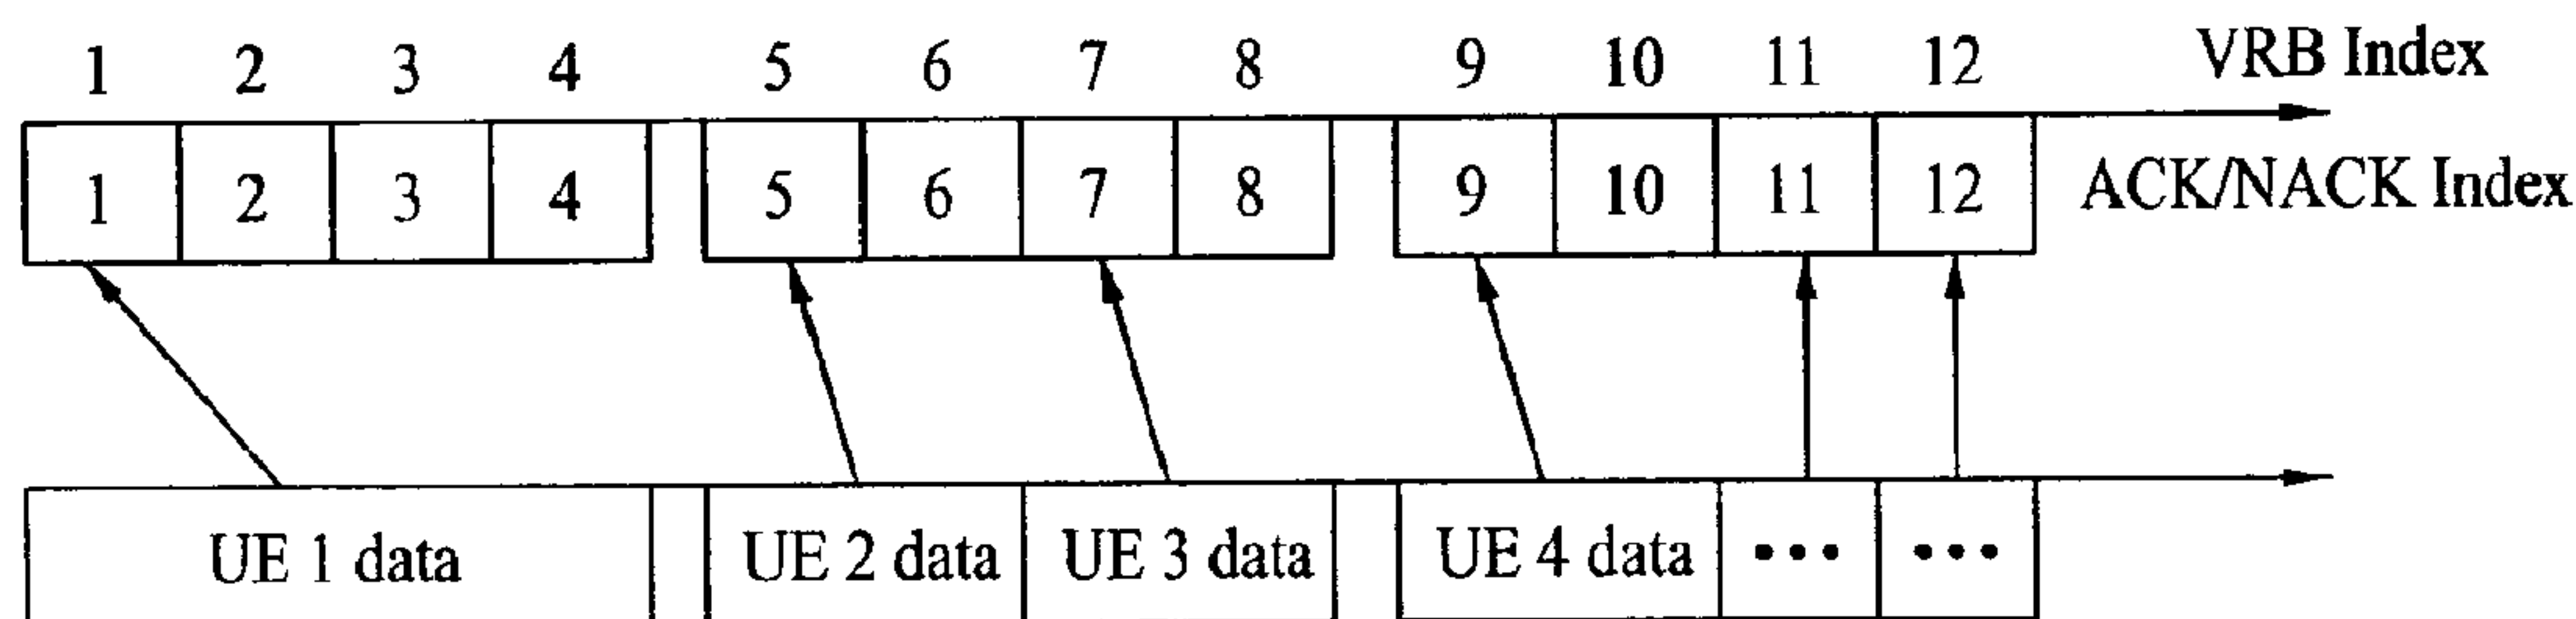 1 2 3 4 5 6 7 8 9 10 11 12 VRB Index
1 2 3 4 5 6 7 8 9 10 11 12 ACK/NACK Index
UE 1 data UE 2 data UE 3 data UE 4 data ••• •••